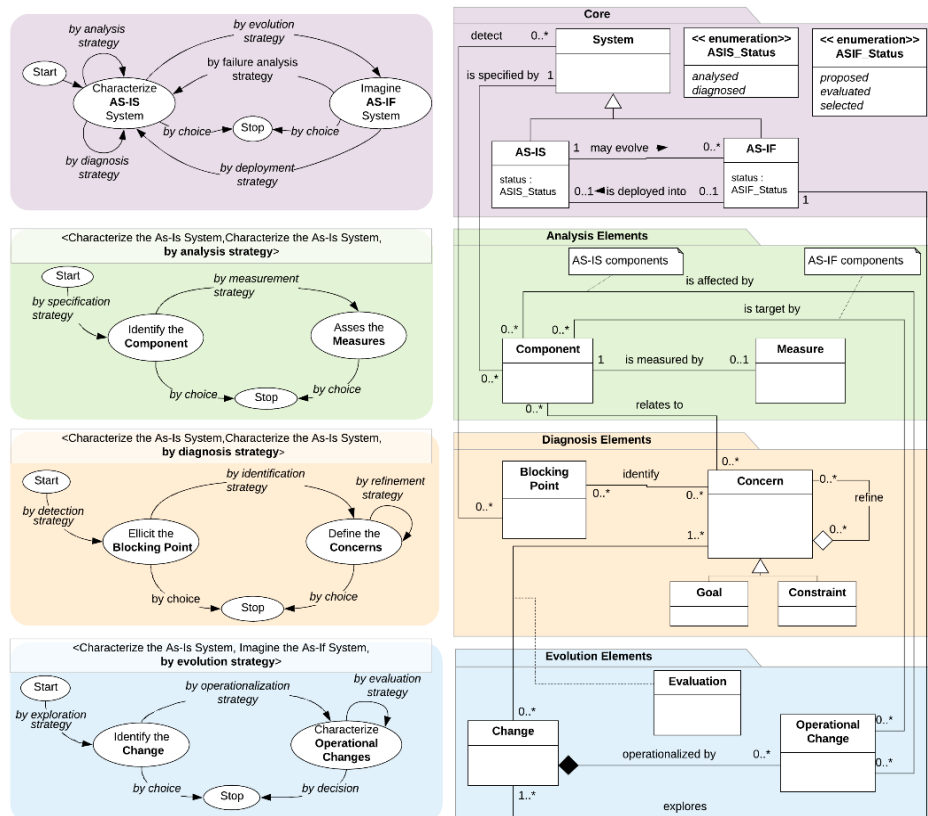 by analysis
strategy
by evolution
strategy
Start
by failure analysis
strategy
Characterize
AS-IS
System
Imagine
AS-IF
System
by choice
Stop
by choice
by diagnosis
strategy
by deployment
strategy
<Characterize the As-Is System,Characterize the As-Is System,
by analysis strategy>
Start
by measurement
strategy
by specification
strategy
Identify the
Component
Asses the
Measures
by choice
Stop
by choice
<Characterize the As-Is System,Characterize the As-Is System,
by diagnosis strategy>
Start
by identification
strategy
by refinement
strategy
by detection
strategy
Ellicit the
Blocking Point
Define the
Concerns
by choice
Stop
by choice
<Characterize the As-Is System, Imagine the As-If System,
by evolution strategy>
Start
by operationalization
strategy
by evaluation
strategy
by exploration
strategy
Identify the
Change
Characterize
Operational
Changes
by choice
Stop
by decision
Core
detect 0..*
System
<< enumeration>>
ASIS_Status
analysed
diagnosed
<< enumeration>>
ASIF_Status
proposed
evaluated
selected
is specified by 1
AS-IS
status :
ASIS_Status
1 may evolve 0..*
0..1 is deployed into 0..1
AS-IF
status :
ASIF_Status
1
Analysis Elements
AS-IS components
AS-IF components
is affected by
is target by
0..*
0..*
Component
1 is measured by 0..1
Measure
0..*
0..*
relates to
Diagnosis Elements
0..*
Blocking
Point
identify
0..*
0..*
Concern
0..*
refine
0..*
0..*
1..*
Goal
Constraint
Evolution Elements
Evaluation
0..*
Change
operationalized by 0..*
Operational
Change
0..*
0..*
1..*
explores